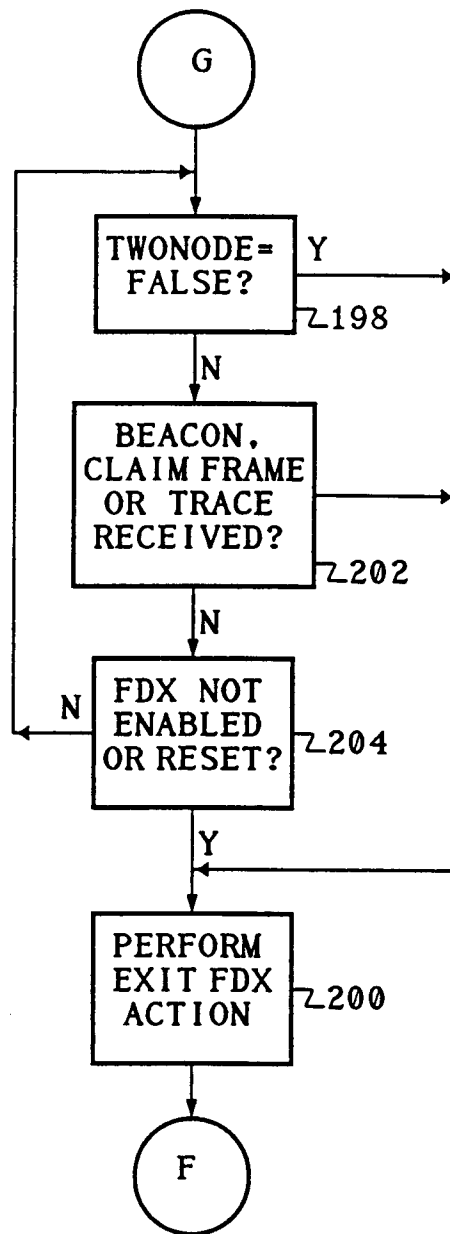 G
TWONODE=
FALSE?
Y
198
N
BEACON,
CLAIM FRAME
OR TRACE
RECEIVED?
202
N
N
FDX NOT
ENABLED
OR RESET?
204
Y
PERFORM
EXIT FDX
ACTION
200
F